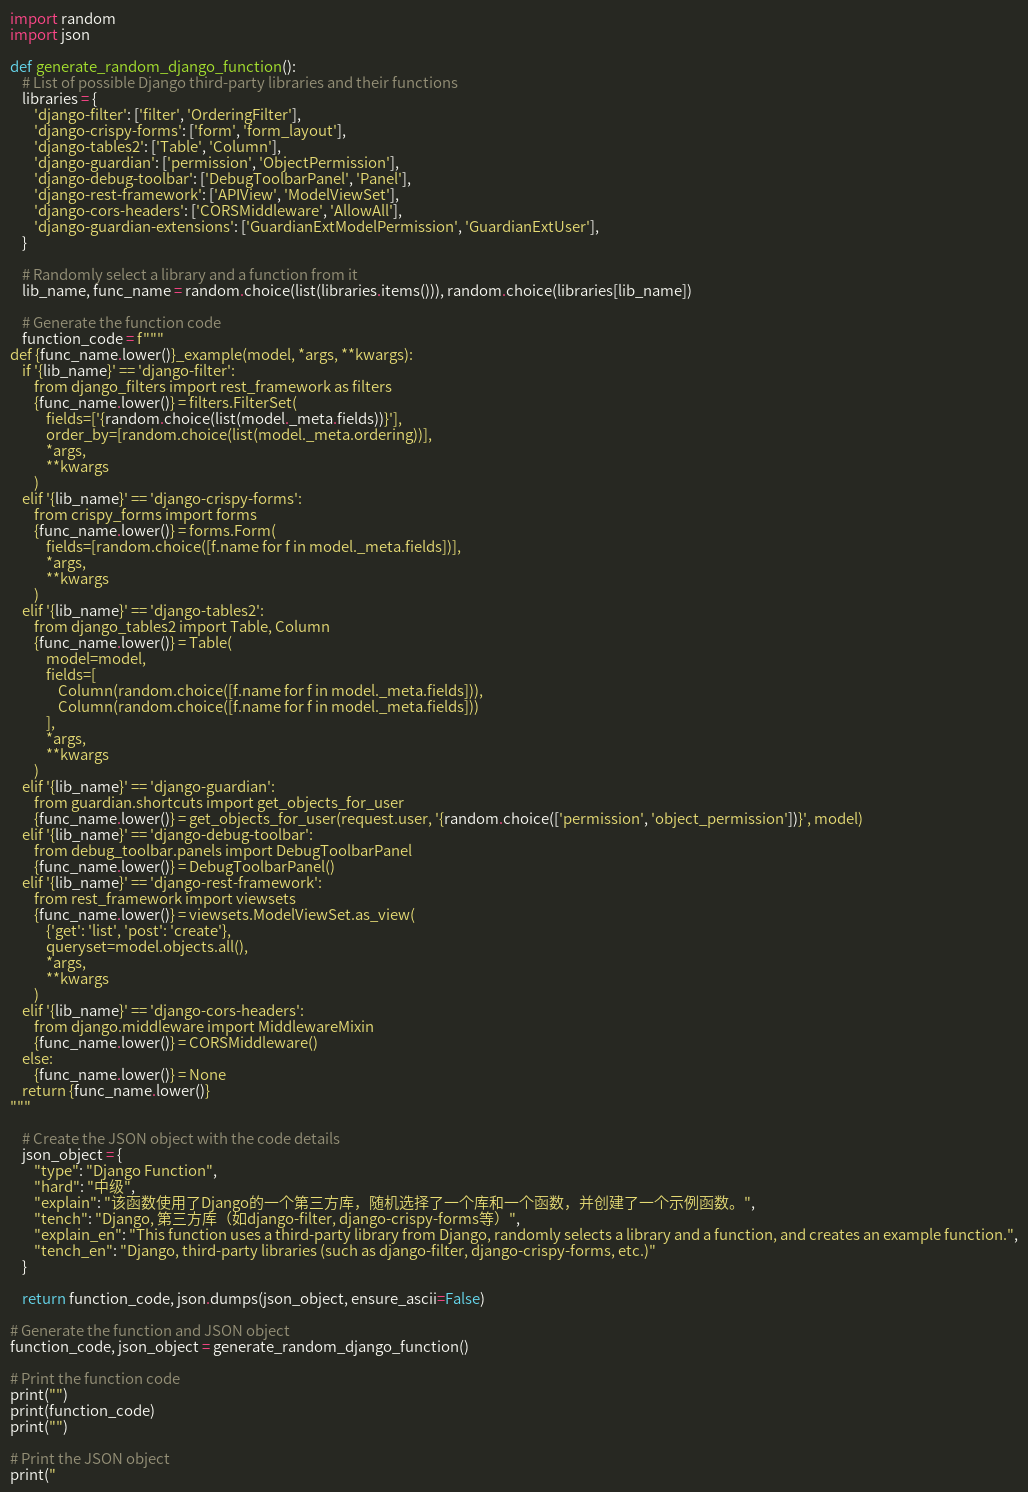 import random
import json

def generate_random_django_function():
    # List of possible Django third-party libraries and their functions
    libraries = {
        'django-filter': ['filter', 'OrderingFilter'],
        'django-crispy-forms': ['form', 'form_layout'],
        'django-tables2': ['Table', 'Column'],
        'django-guardian': ['permission', 'ObjectPermission'],
        'django-debug-toolbar': ['DebugToolbarPanel', 'Panel'],
        'django-rest-framework': ['APIView', 'ModelViewSet'],
        'django-cors-headers': ['CORSMiddleware', 'AllowAll'],
        'django-guardian-extensions': ['GuardianExtModelPermission', 'GuardianExtUser'],
    }

    # Randomly select a library and a function from it
    lib_name, func_name = random.choice(list(libraries.items())), random.choice(libraries[lib_name])

    # Generate the function code
    function_code = f"""
def {func_name.lower()}_example(model, *args, **kwargs):
    if '{lib_name}' == 'django-filter':
        from django_filters import rest_framework as filters
        {func_name.lower()} = filters.FilterSet(
            fields=['{random.choice(list(model._meta.fields))}'],
            order_by=[random.choice(list(model._meta.ordering))],
            *args,
            **kwargs
        )
    elif '{lib_name}' == 'django-crispy-forms':
        from crispy_forms import forms
        {func_name.lower()} = forms.Form(
            fields=[random.choice([f.name for f in model._meta.fields])],
            *args,
            **kwargs
        )
    elif '{lib_name}' == 'django-tables2':
        from django_tables2 import Table, Column
        {func_name.lower()} = Table(
            model=model,
            fields=[
                Column(random.choice([f.name for f in model._meta.fields])),
                Column(random.choice([f.name for f in model._meta.fields]))
            ],
            *args,
            **kwargs
        )
    elif '{lib_name}' == 'django-guardian':
        from guardian.shortcuts import get_objects_for_user
        {func_name.lower()} = get_objects_for_user(request.user, '{random.choice(['permission', 'object_permission'])}', model)
    elif '{lib_name}' == 'django-debug-toolbar':
        from debug_toolbar.panels import DebugToolbarPanel
        {func_name.lower()} = DebugToolbarPanel()
    elif '{lib_name}' == 'django-rest-framework':
        from rest_framework import viewsets
        {func_name.lower()} = viewsets.ModelViewSet.as_view(
            {'get': 'list', 'post': 'create'},
            queryset=model.objects.all(),
            *args,
            **kwargs
        )
    elif '{lib_name}' == 'django-cors-headers':
        from django.middleware import MiddlewareMixin
        {func_name.lower()} = CORSMiddleware()
    else:
        {func_name.lower()} = None
    return {func_name.lower()}
"""

    # Create the JSON object with the code details
    json_object = {
        "type": "Django Function",
        "hard": "中级",
        "explain": "该函数使用了Django的一个第三方库，随机选择了一个库和一个函数，并创建了一个示例函数。",
        "tench": "Django, 第三方库（如django-filter, django-crispy-forms等）",
        "explain_en": "This function uses a third-party library from Django, randomly selects a library and a function, and creates an example function.",
        "tench_en": "Django, third-party libraries (such as django-filter, django-crispy-forms, etc.)"
    }

    return function_code, json.dumps(json_object, ensure_ascii=False)

# Generate the function and JSON object
function_code, json_object = generate_random_django_function()

# Print the function code
print("")
print(function_code)
print("")

# Print the JSON object
print("